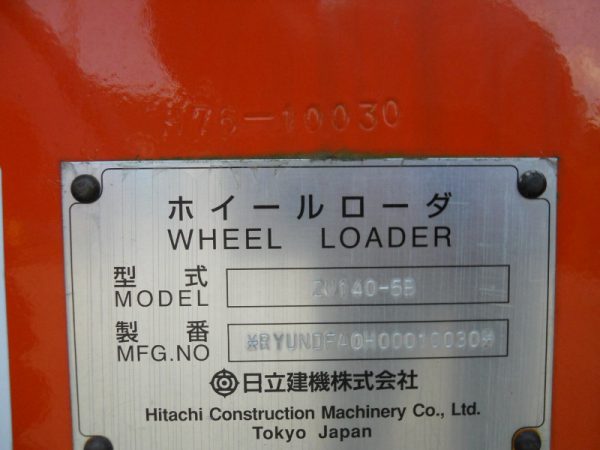 H76-10030
ホイールローダ
WHEEL LOADER
型式 ZW140-5B
MODEL
製番 *RYUNDFA0H00010030*
MFG.NO
日立建機株式会社
Hitachi Construction Machinery Co., Ltd.
Tokyo Japan